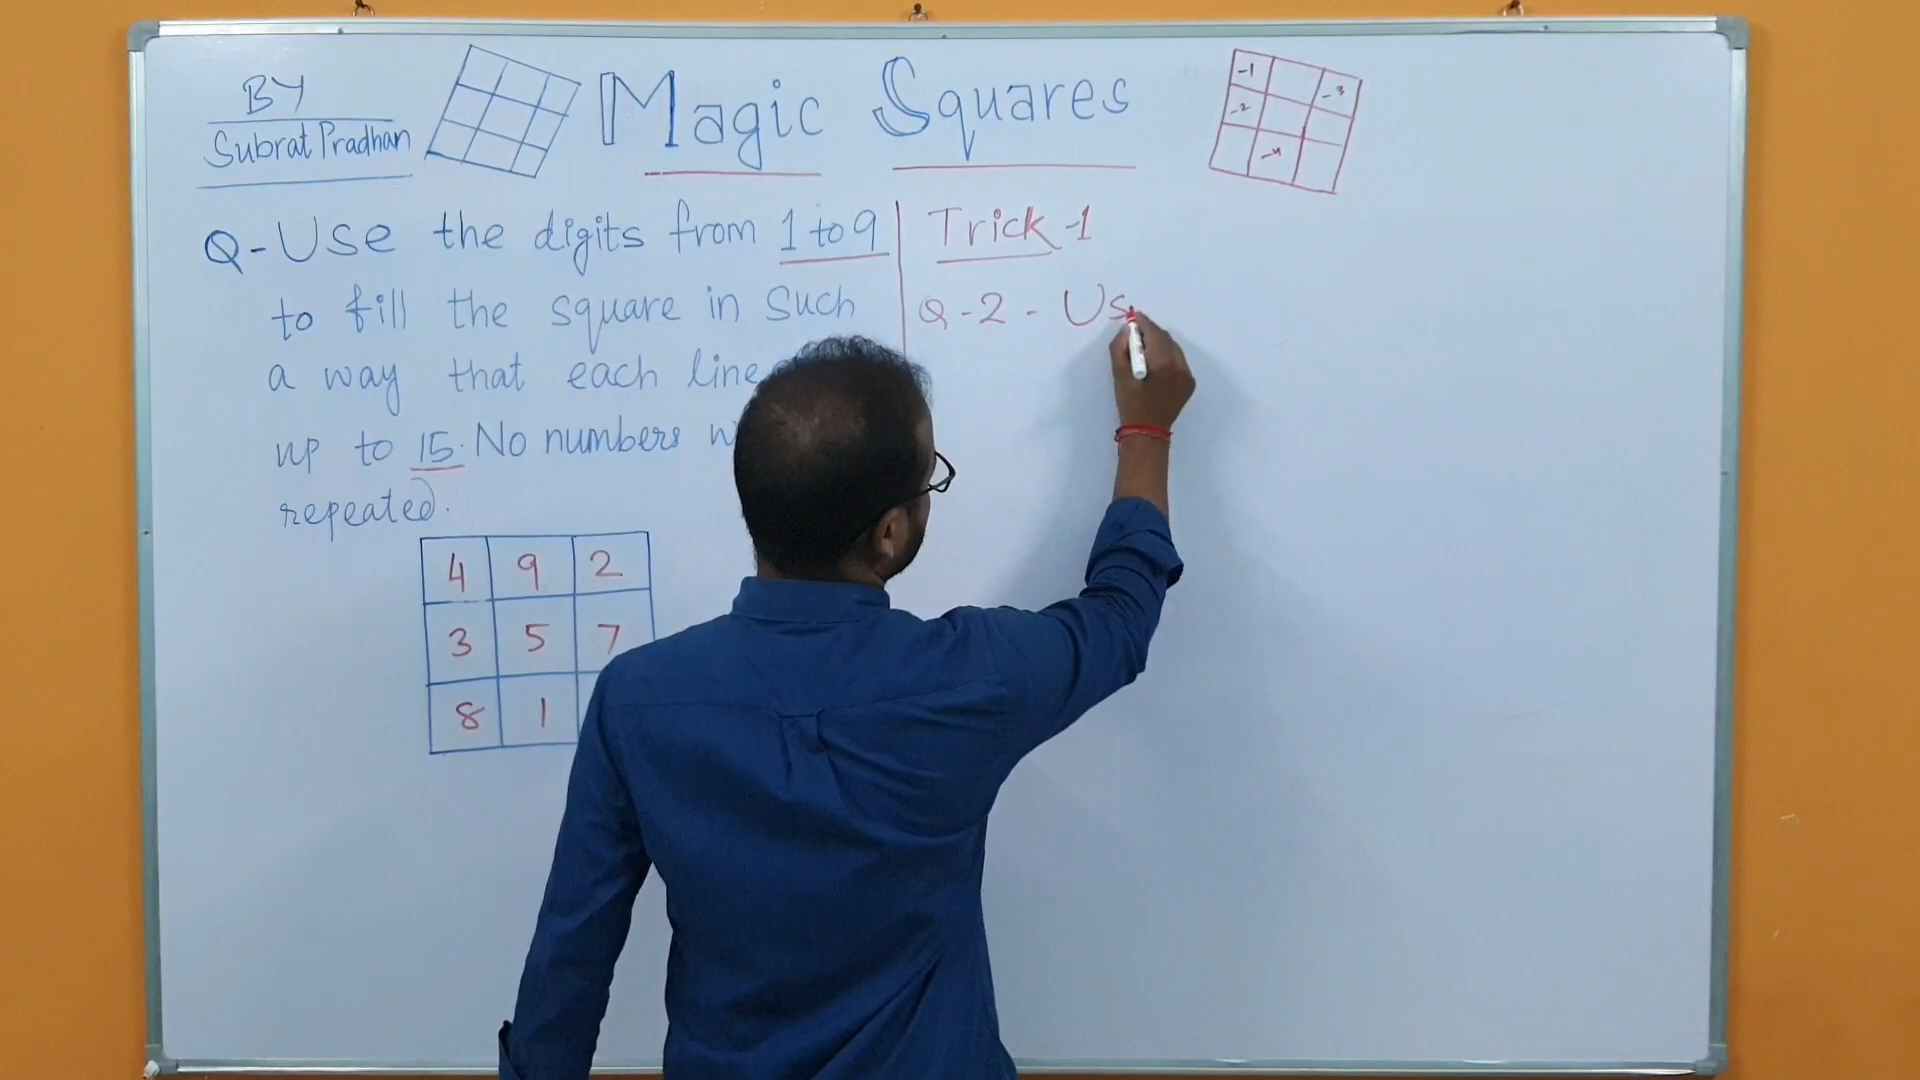 BY
Subrat Pradhan
Magic Squares
-1 -3
-2
-4
Q-Use the digits from 1 to 9
to fill the square in such
a way that each line
up to 15. No numbers
repeated.
4 9 2
3 5 7
8 1
Trick-1
Q-2 - Us